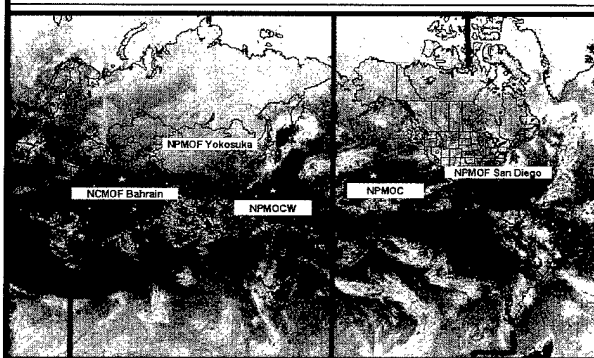 NPMOF Yokosuka
NPMOF San Diego
NCMOF Bahrain
NPMOC
NPMOCW